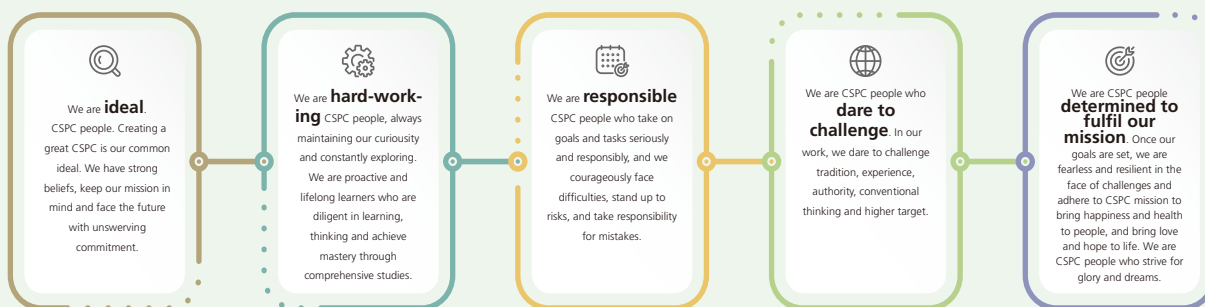 We are ideal.
CSPC people. Creating a
great CSPC is our common
ideal. We have strong
beliefs, keep our mission in
mind and face the future
with unswerving
commitment.
We are hard-work-
ing CSPC people, always
maintaining our curiousity
and constantly exploring.
We are proactive and
lifelong learners who are
diligent in learning,
thinking and achieve
mastery through
comprehensive studies.
We are responsible
CSPC people who take on
goals and tasks seriously
and responsibly, and we
courageously face
difficulties, stand up to
risks, and take responsibility
for mistakes.
We are CSPC people who
dare to
challenge. In our
work, we dare to challenge
tradition, experience,
authority, conventional
thinking and higher target.
We are CSPC people
determined to
fulfil our
mission. Once our
goals are set, we are
fearless and resilient in the
face of challenges and
adhere to CSPC mission to
bring happiness and health
to people, and bring love
and hope to life. We are
CSPC people who strive for
glory and dreams.